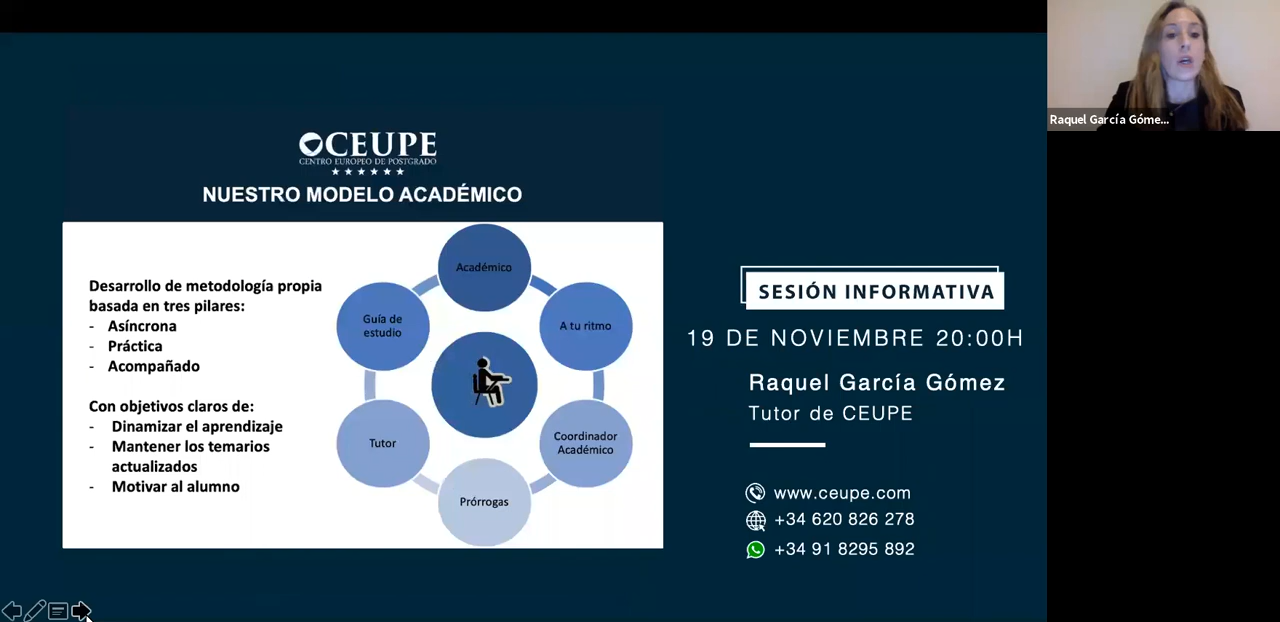 CEUPE
CENTRO EUROPEO DE POSTGRADO
NUESTRO MODELO ACADÉMICO
Desarrollo de metodología propia
basada en tres pilares:
- Asíncrona
- Práctica
- Acompañado
Con objetivos claros de:
- Dinamizar el aprendizaje
- Mantener los temarios
actualizados
- Motivar al alumno
Académico
A tu ritmo
Coordinador
Académico
Prórrogas
Tutor
Guía de
estudio
SESIÓN INFORMATIVA
19 DE NOVIEMBRE 20:00H
Raquel García Gómez
Tutor de CEUPE
www.ceupe.com
+34 620 826 278
+34 91 8295 892
Raquel García Góme...